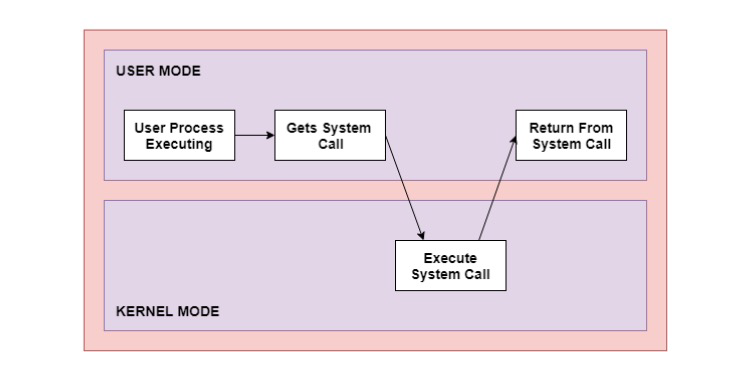 USER MODE
User Process
Executing
Gets System
Call
Return From
System Call
Execute
System Call
KERNEL MODE